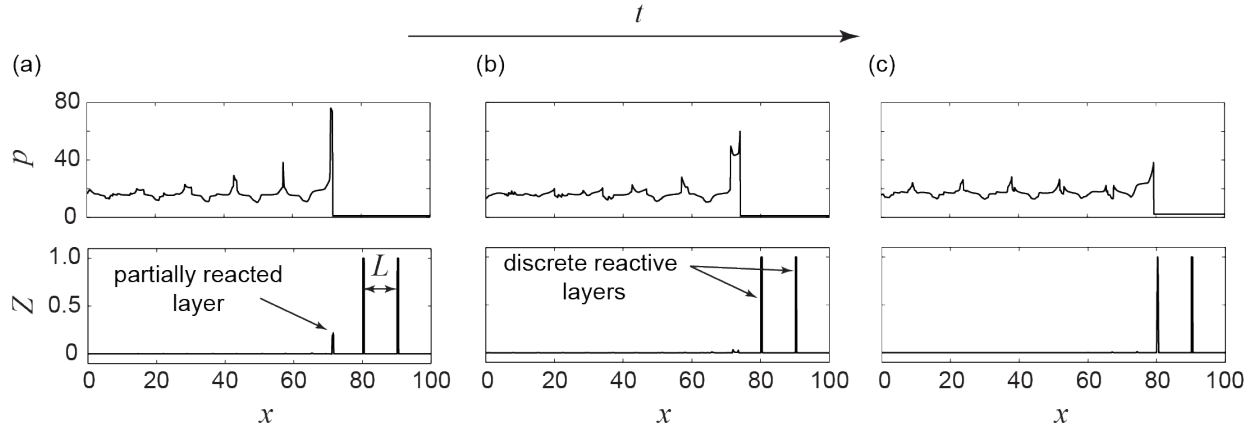 t
(a)
(b)
(c)
80
40
0
p
1.0
0.5
0
Z
partially reacted
layer
L
discrete reactive
layers
0 20 40 60 80 100
0 20 40 60 80 100
0 20 40 60 80 100
x
x
x